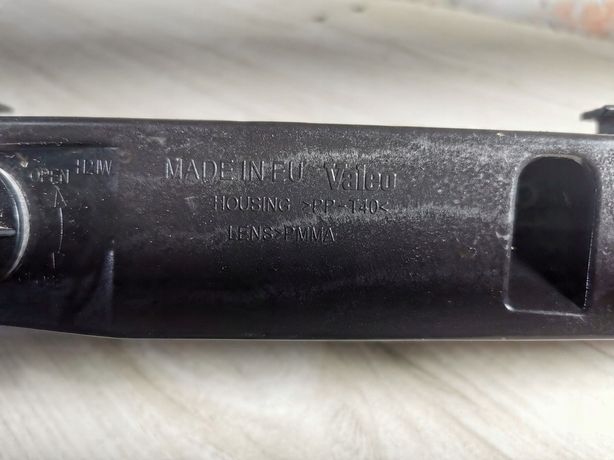 OPEN H21W
MADE IN EU Valeo
HOUSING >PP-T40<
LENS>PMMA